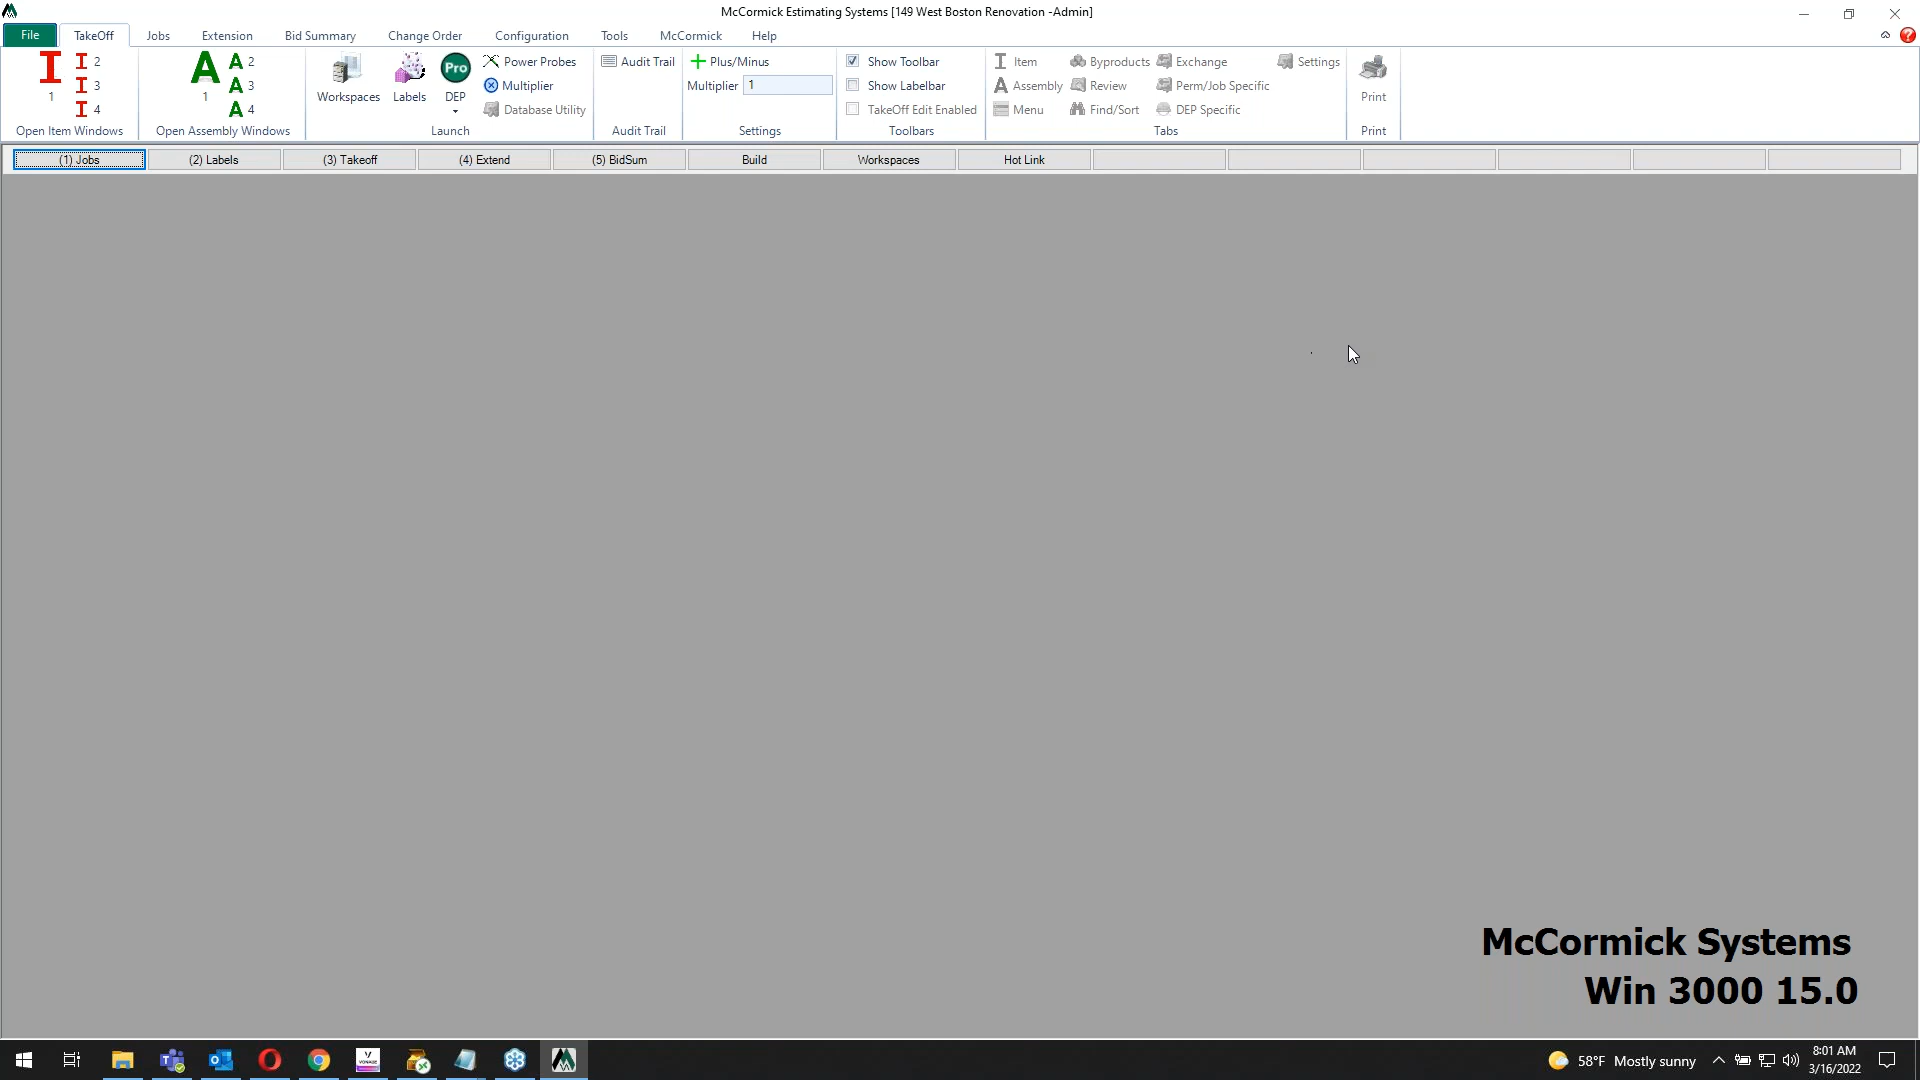 McCormick Estimating Systems [149 West Boston Renovation -Admin]
File TakeOff Jobs Extension Bid Summary Change Order Configuration Tools McCormick Help
1
2
3
4
Open Item Windows
1
2
3
4
Open Assembly Windows
Workspaces
Labels
Pro
DEP
Power Probes
Multiplier
Database Utility
Launch
Audit Trail
Audit Trail
Plus/Minus
Multiplier 1
Settings
Show Toolbar
Show Labelbar
TakeOff Edit Enabled
Toolbars
Item
Assembly
Menu
Byproducts
Review
Find/Sort
Exchange
Perm/Job Specific
DEP Specific
Settings
Tabs
Print
Print
(1) Jobs (2) Labels (3) Takeoff (4) Extend (5) BidSum Build Workspaces Hot Link
McCormick Systems
Win 3000 15.0
58°F Mostly sunny
8:01 AM
3/16/2022